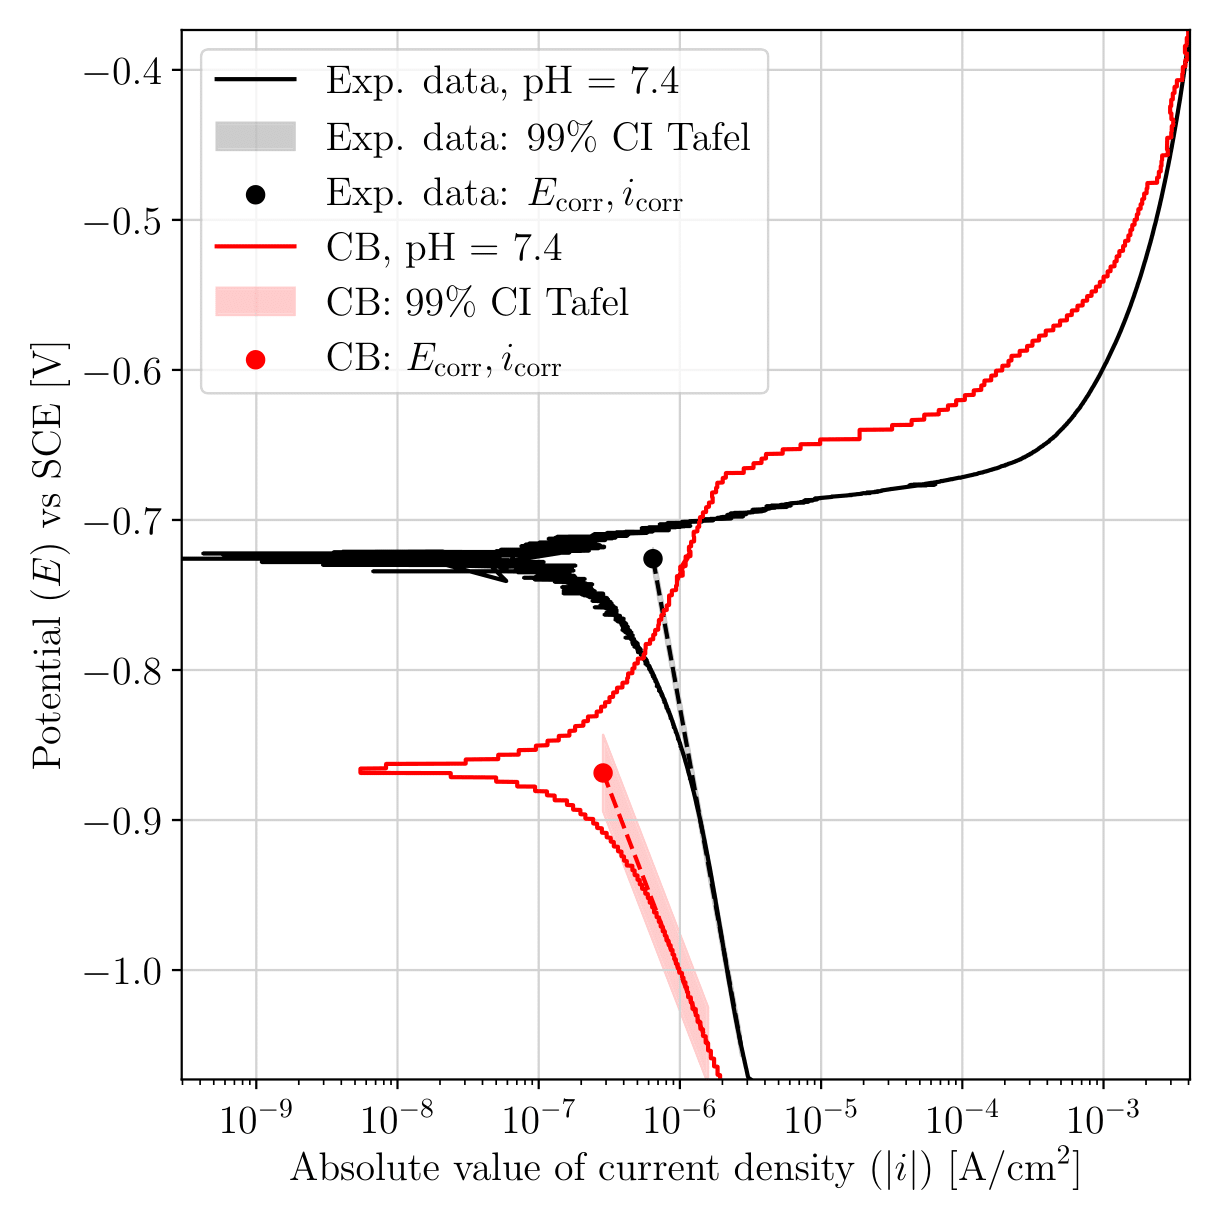 Exp. data, pH = 7.4
Exp. data: 99% CI Tafel
Exp. data: E_corr, i_corr
CB, pH = 7.4
CB: 99% CI Tafel
CB: E_corr, i_corr
−0.4
−0.5
−0.6
−0.7
−0.8
−0.9
−1.0
Potential (E) vs SCE [V]
10⁻⁹ 10⁻⁸ 10⁻⁷ 10⁻⁶ 10⁻⁵ 10⁻⁴ 10⁻³
Absolute value of current density (|i|) [A/cm²]